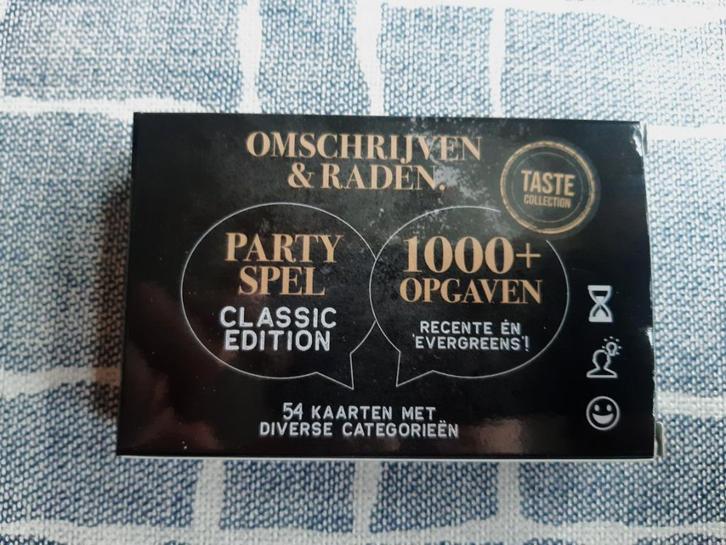 OMSCHRIJVEN
& RADEN.
TASTE
COLLECTION
PARTY
SPEL
CLASSIC
EDITION
1000+
OPGAVEN
RECENTE ÉN
'EVERGREENS'!
54 KAARTEN MET
DIVERSE CATEGORIEËN